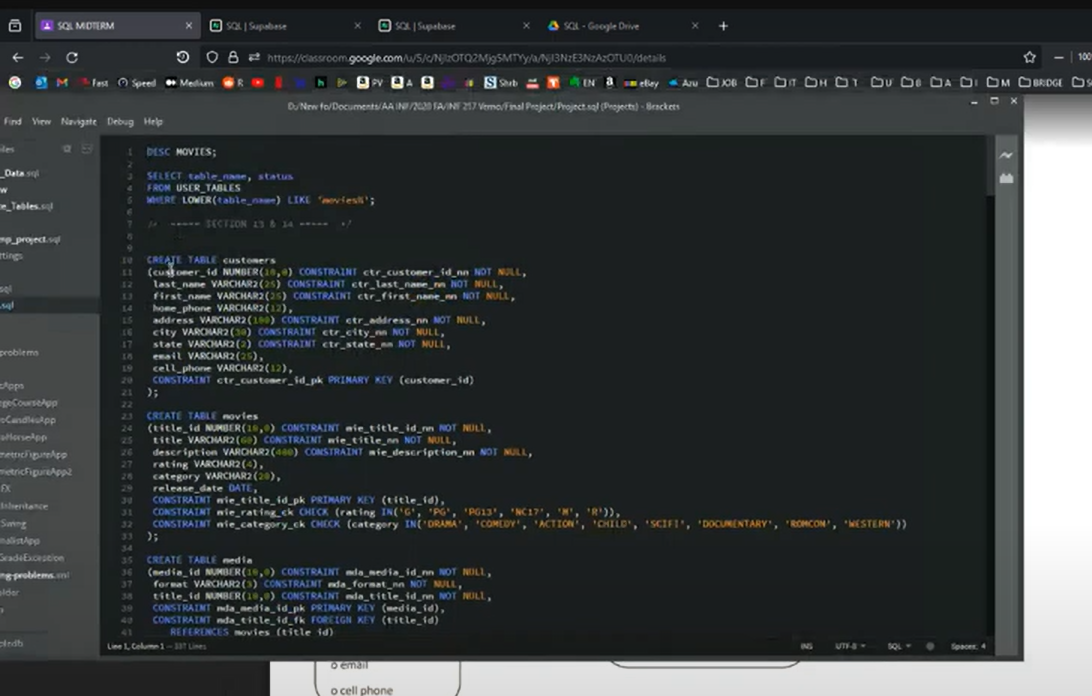 SQL MIDTERM
SQL | Supabase
SQL | Supabase
SQL - Google Drive
https://classroom.google.com/u/5/c/NjIzOTQ2Mjg5MTYy/a/NjI3NzE3NzAzOTU0/details
100
Fast Speed Medium R PV A Shrb EN eBay Azu JOB F IT H T U B A I M BRIDGE
D:/New fo/Documents/AA INF/2020 FA/INF 217 Vemo/Final Project/Project.sql (Projects) - Brackets
Find View Navigate Debug Help
_Data.sql
e_Tables.sql
mp_project.sql
ttings
.sql
.sql
problems
cApps
egeCourseApp
oCandlesApp
aHorseApp
metricFigureApp
metricFigureApp2
EX
Inheritance
Swing
nalistApp
GradeException
ng-problems.sml
older
1 DESC MOVIES;
2
3 SELECT table_name, status
4 FROM USER_TABLES
5 WHERE LOWER(table_name) LIKE 'movies%';
6
7 /* ----- SECTION 13 & 14 ----- */
8
9
10 CREATE TABLE customers
11 (customer_id NUMBER(10,0) CONSTRAINT ctr_customer_id_nn NOT NULL,
12 last_name VARCHAR2(25) CONSTRAINT ctr_last_name_nn NOT NULL,
13 first_name VARCHAR2(25) CONSTRAINT ctr_first_name_nn NOT NULL,
14 home_phone VARCHAR2(12),
15 address VARCHAR2(100) CONSTRAINT ctr_address_nn NOT NULL,
16 city VARCHAR2(30) CONSTRAINT ctr_city_nn NOT NULL,
17 state VARCHAR2(2) CONSTRAINT ctr_state_nn NOT NULL,
18 email VARCHAR2(25),
19 cell_phone VARCHAR2(12),
20 CONSTRAINT ctr_customer_id_pk PRIMARY KEY (customer_id)
21 );
22
23 CREATE TABLE movies
24 (title_id NUMBER(10,0) CONSTRAINT mie_title_id_nn NOT NULL,
25 title VARCHAR2(60) CONSTRAINT mie_title_nn NOT NULL,
26 description VARCHAR2(400) CONSTRAINT mie_description_nn NOT NULL,
27 rating VARCHAR2(4),
28 category VARCHAR2(20),
29 release_date DATE,
30 CONSTRAINT mie_title_id_pk PRIMARY KEY (title_id),
31 CONSTRAINT mie_rating_ck CHECK (rating IN('G', 'PG', 'PG13', 'NC17', 'M', 'R')),
32 CONSTRAINT mie_category_ck CHECK (category IN('DRAMA', 'COMEDY', 'ACTION', 'CHILD', 'SCIFI', 'DOCUMENTARY', 'ROMCOM', 'WESTERN'))
33 );
34
35 CREATE TABLE media
36 (media_id NUMBER(10,0) CONSTRAINT mda_media_id_nn NOT NULL,
37 format VARCHAR2(3) CONSTRAINT mda_format_nn NOT NULL,
38 title_id NUMBER(10,0) CONSTRAINT mda_title_id_nn NOT NULL,
39 CONSTRAINT mda_media_id_pk PRIMARY KEY (media_id),
40 CONSTRAINT mda_title_id_fk FOREIGN KEY (title_id)
41 REFERENCES movies (title_id)
Line 1, Column 1 — 331 Lines
INS UTF-8 SQL Spaces: 4
o email
o cell phone